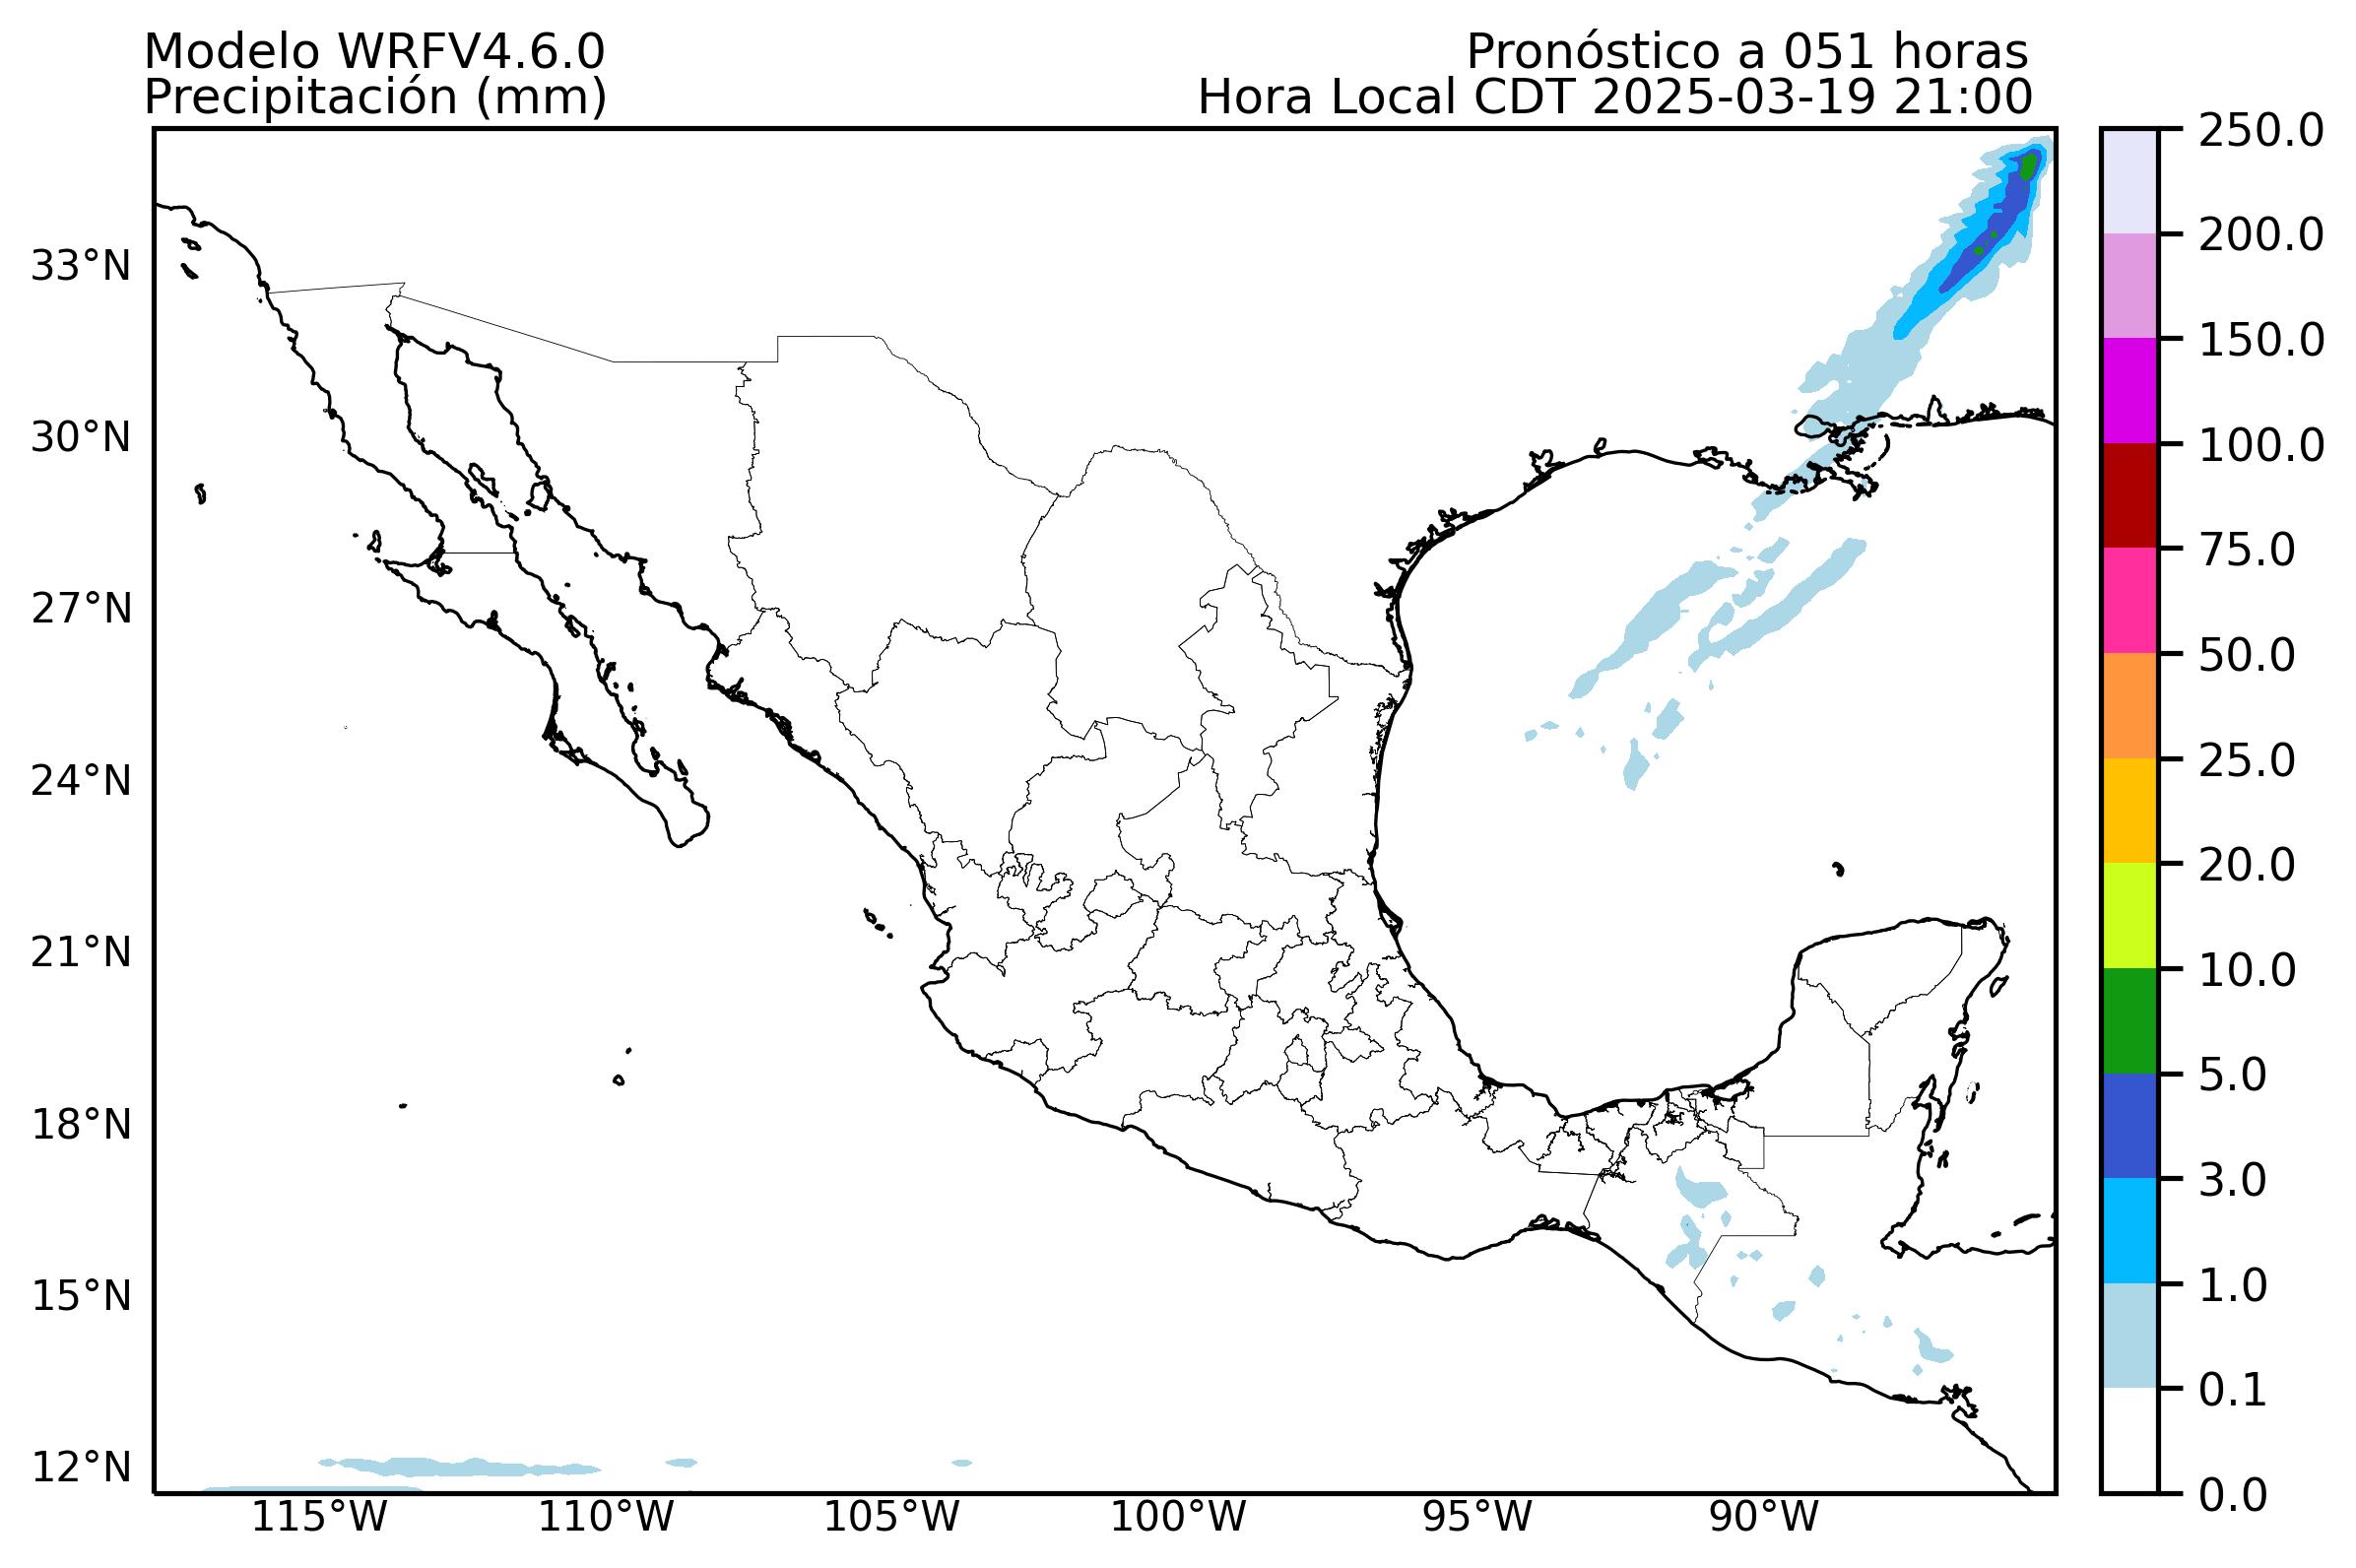 Modelo WRFV4.6.0
Precipitación (mm)
Pronóstico a 051 horas
Hora Local CDT 2025-03-19 21:00
33°N
30°N
27°N
24°N
21°N
18°N
15°N
12°N
115°W
110°W
105°W
100°W
95°W
90°W
250.0
200.0
150.0
100.0
75.0
50.0
25.0
20.0
10.0
5.0
3.0
1.0
0.1
0.0